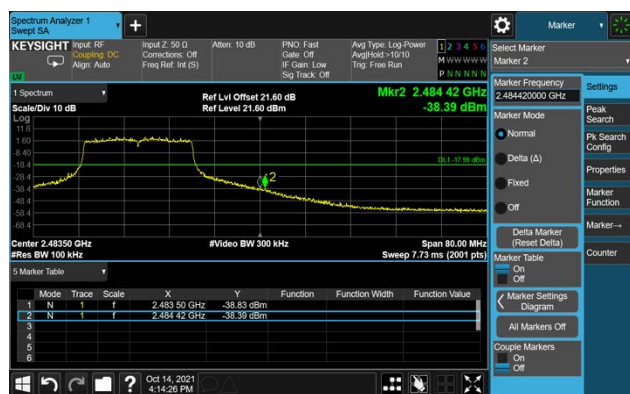 Spectrum Analyzer 1
Swept SA
Marker
KEYSIGHT
Input: RF
Coupling: DC
Align: Auto
Input Z: 50 Ω
Corrections: Off
Freq Ref: Int (S)
Atten: 10 dB
PNO: Fast
Gate: Off
IF Gain: Low
Sig Track: Off
Avg Type: Log-Power
Avg|Hold:>10/10
Trig: Free Run
1 2 3 4 5 6
M W W W W W
P N N N N N
LV
Select Marker
Marker 2
1 Spectrum
Scale/Div 10 dB
Ref Lvl Offset 21.60 dB
Ref Level 21.60 dBm
Mkr2 2.484 42 GHz
-38.39 dBm
Log
11.6
1.60
-8.40
-18.4
-28.4
-38.4
-48.4
-58.4
-68.4
DL1 -17.98 dBm
2
Center 2.48350 GHz
#Res BW 100 kHz
#Video BW 300 kHz
Span 80.00 MHz
Sweep 7.73 ms (2001 pts)
5 Marker Table
Mode Trace Scale X Y Function Function Width Function Value
1 N 1 f 2.483 50 GHz -38.83 dBm
2 N 1 f 2.484 42 GHz -38.39 dBm
3
4
5
6
Marker Frequency
2.484420000 GHz
Marker Mode
Normal
Delta (Δ)
Fixed
Off
Delta Marker
(Reset Delta)
Marker Table
On
Off
Marker Settings
Diagram
All Markers Off
Couple Markers
On
Off
Settings
Peak
Search
Pk Search
Config
Properties
Marker
Function
Marker→
Counter
?
Oct 14, 2021
4:14:26 PM